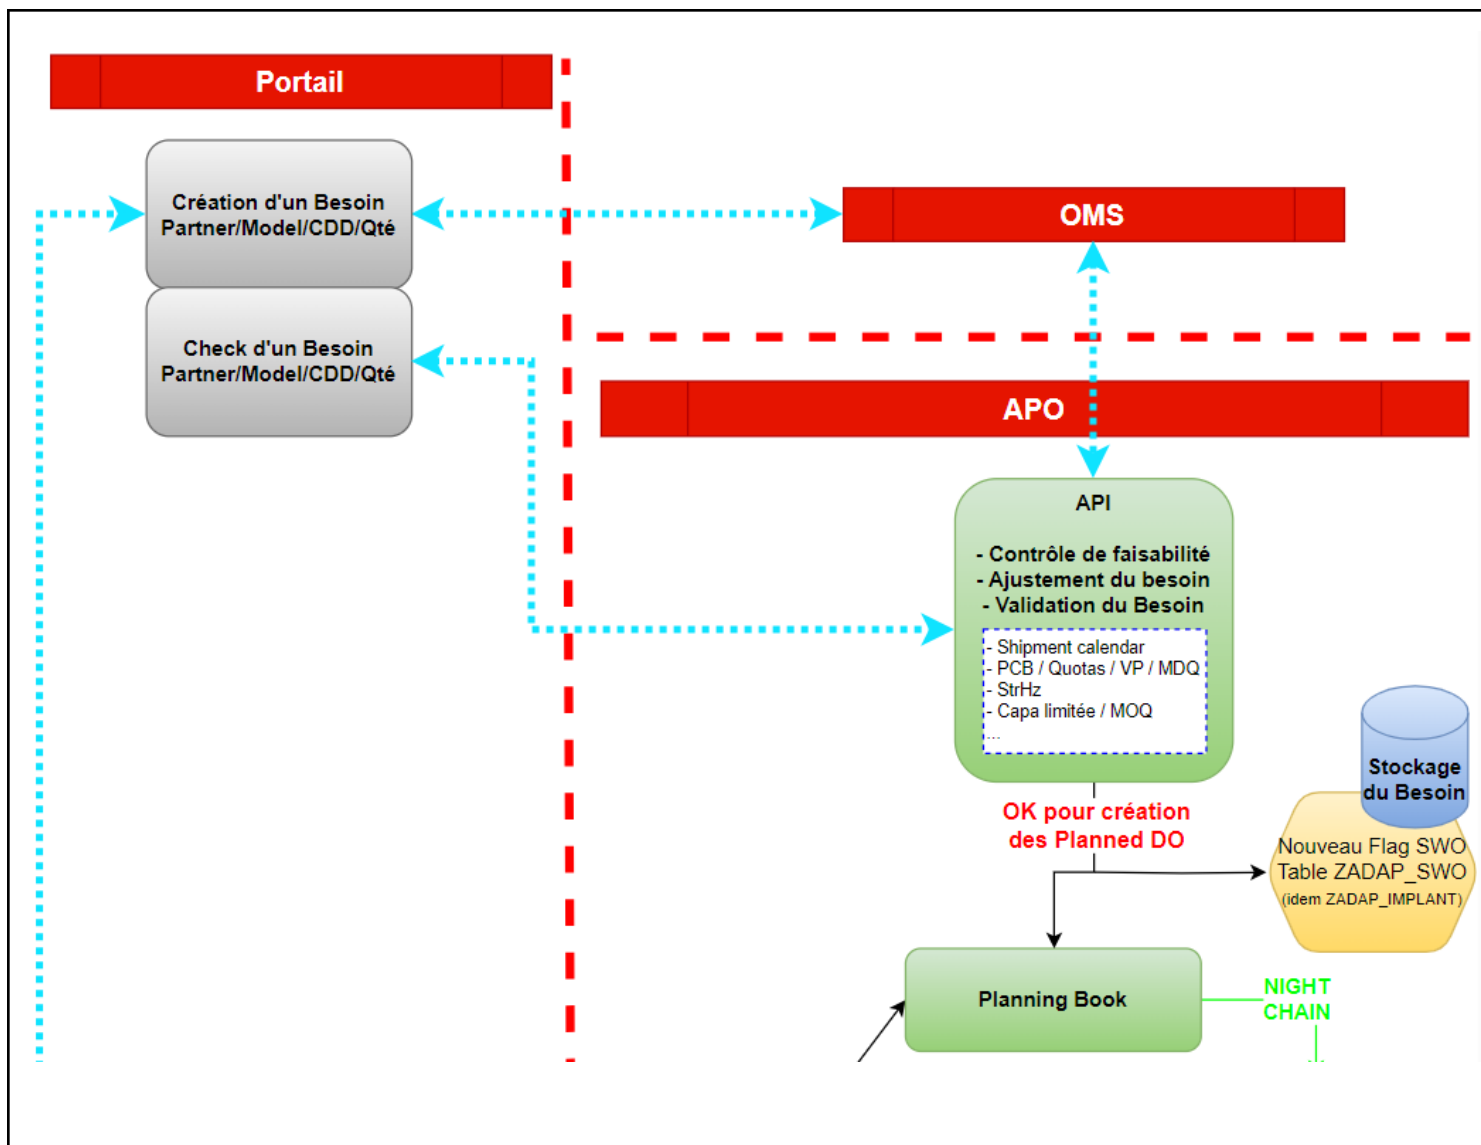 Portail
Création d'un Besoin
Partner/Model/CDD/Qté
OMS
Check d'un Besoin
Partner/Model/CDD/Qté
APO
API
- Contrôle de faisabilité
- Ajustement du besoin
- Validation du Besoin
- Shipment calendar
- PCB / Quotas / VP / MDQ
- StrHz
- Capa limitée / MOQ
...
Stockage
du Besoin
OK pour création
des Planned DO
Nouveau Flag SWO
Table ZADAP_SWO
(idem ZADAP_IMPLANT)
Planning Book
NIGHT
CHAIN